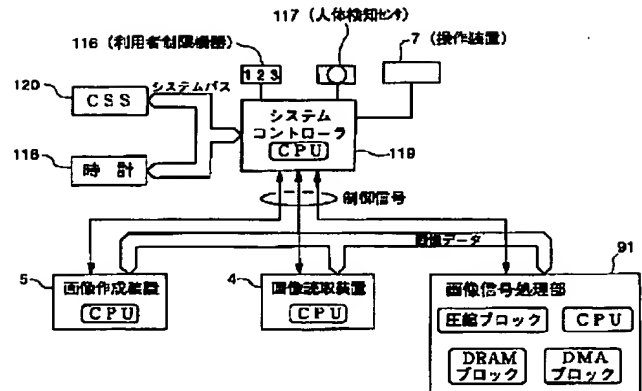 117 (人体検知センサ)
116 (利用者制限機器)
7 (操作装置)
1 2 3
120
CSS
システムバス
118
時 計
システム
コントローラ
CPU
119
制御信号
画像データ
91
5
画像作成装置
CPU
4
画像読取装置
CPU
画像信号処理部
圧縮ブロック
CPU
DRAM
ブロック
DMA
ブロック